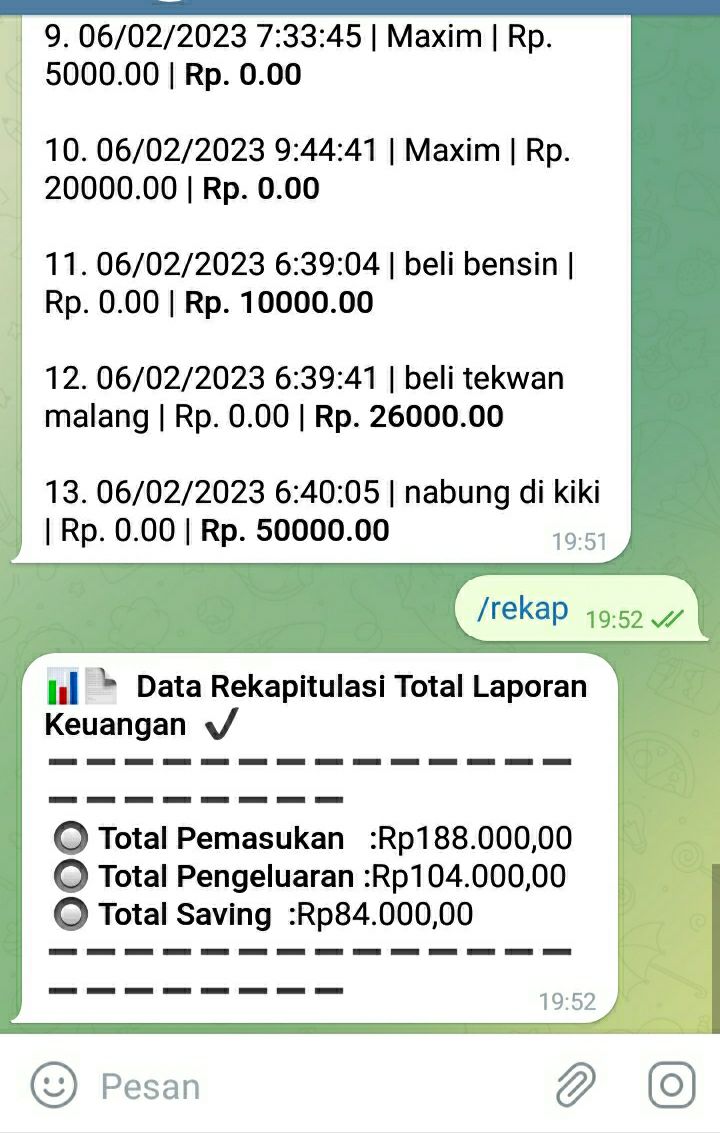 9. 06/02/2023 7:33:45 | Maxim | Rp.
5000.00 | Rp. 0.00
10. 06/02/2023 9:44:41 | Maxim | Rp.
20000.00 | Rp. 0.00
11. 06/02/2023 6:39:04 | beli bensin |
Rp. 0.00 | Rp. 10000.00
12. 06/02/2023 6:39:41 | beli tekwan
malang | Rp. 0.00 | Rp. 26000.00
13. 06/02/2023 6:40:05 | nabung di kiki
| Rp. 0.00 | Rp. 50000.00
19:51
/rekap 19:52
Data Rekapitulasi Total Laporan
Keuangan
Total Pemasukan :Rp188.000,00
Total Pengeluaran :Rp104.000,00
Total Saving :Rp84.000,00
19:52
Pesan